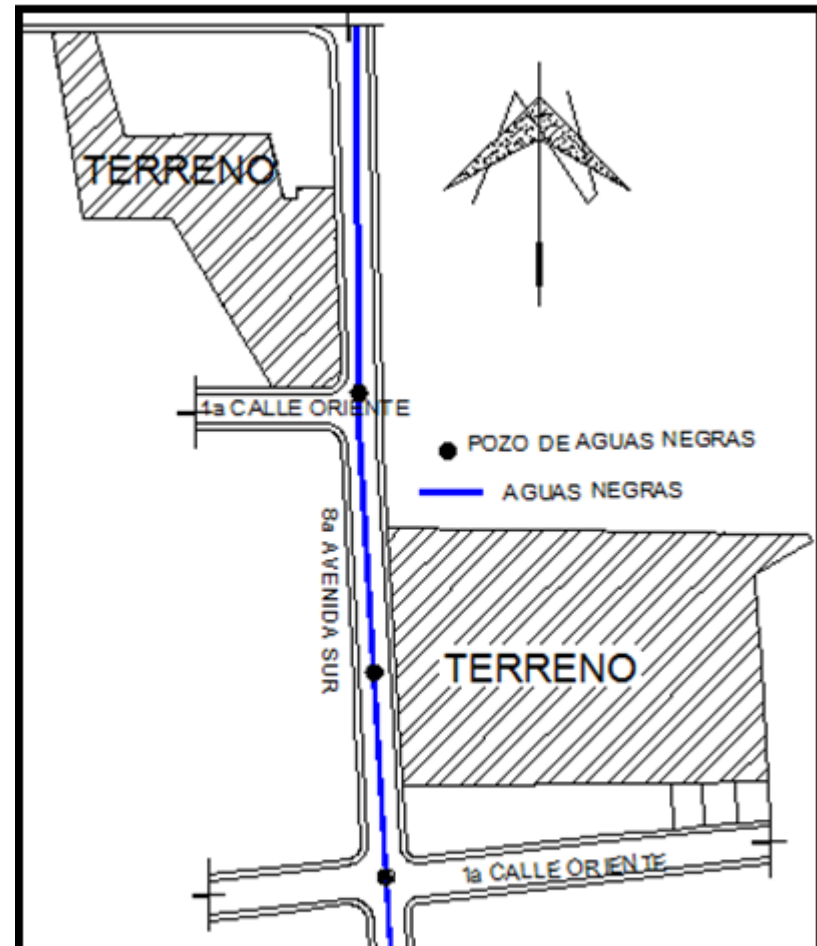 TERRENO
1a CALLE ORIENTE
POZO DE AGUAS NEGRAS
AGUAS NEGRAS
8a AVENIDA SUR
TERRENO
1a CALLE ORIENTE